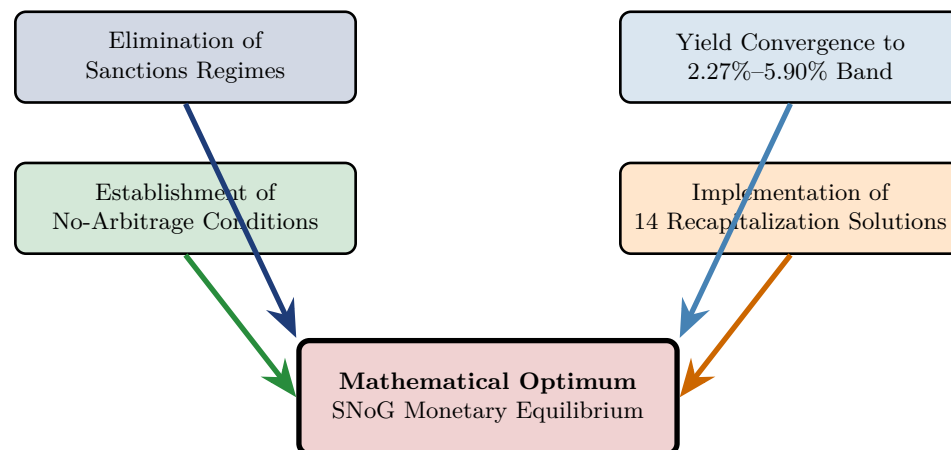 Elimination of
Sanctions Regimes
Yield Convergence to
2.27%–5.90% Band
Establishment of
No-Arbitrage Conditions
Implementation of
14 Recapitalization Solutions
Mathematical Optimum
SNoG Monetary Equilibrium